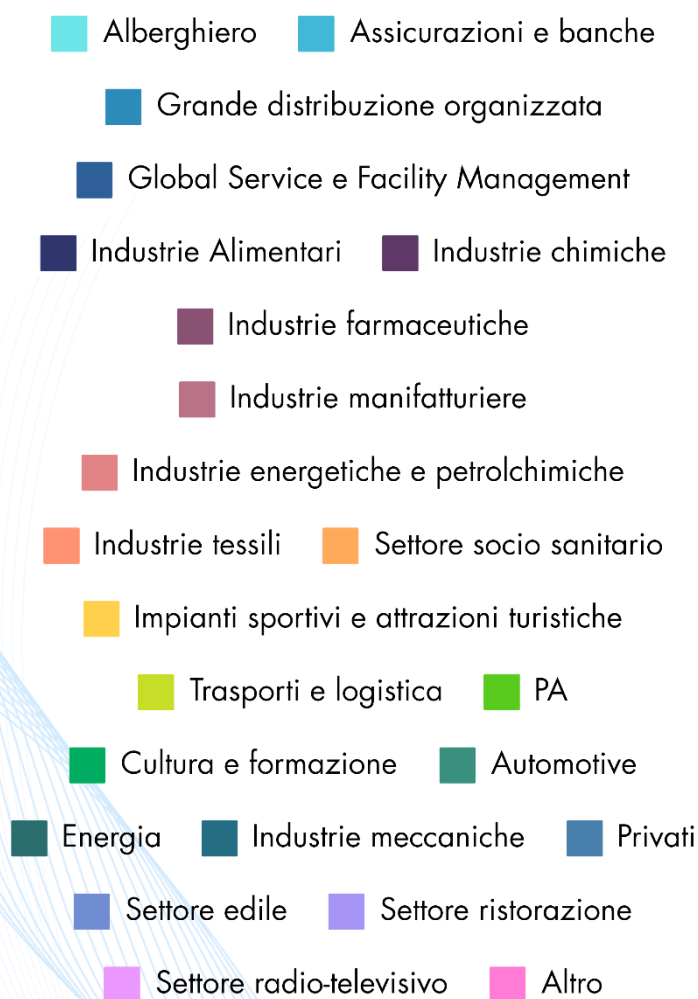 Alberghiero Assicurazioni e banche
Grande distribuzione organizzata
Global Service e Facility Management
Industrie Alimentari Industrie chimiche
Industrie farmaceutiche
Industrie manifatturiere
Industrie energetiche e petrolchimiche
Industrie tessili Settore socio sanitario
Impianti sportivi e attrazioni turistiche
Trasporti e logistica PA
Cultura e formazione Automotive
Energia Industrie meccaniche Privati
Settore edile Settore ristorazione
Settore radio-televisivo Altro